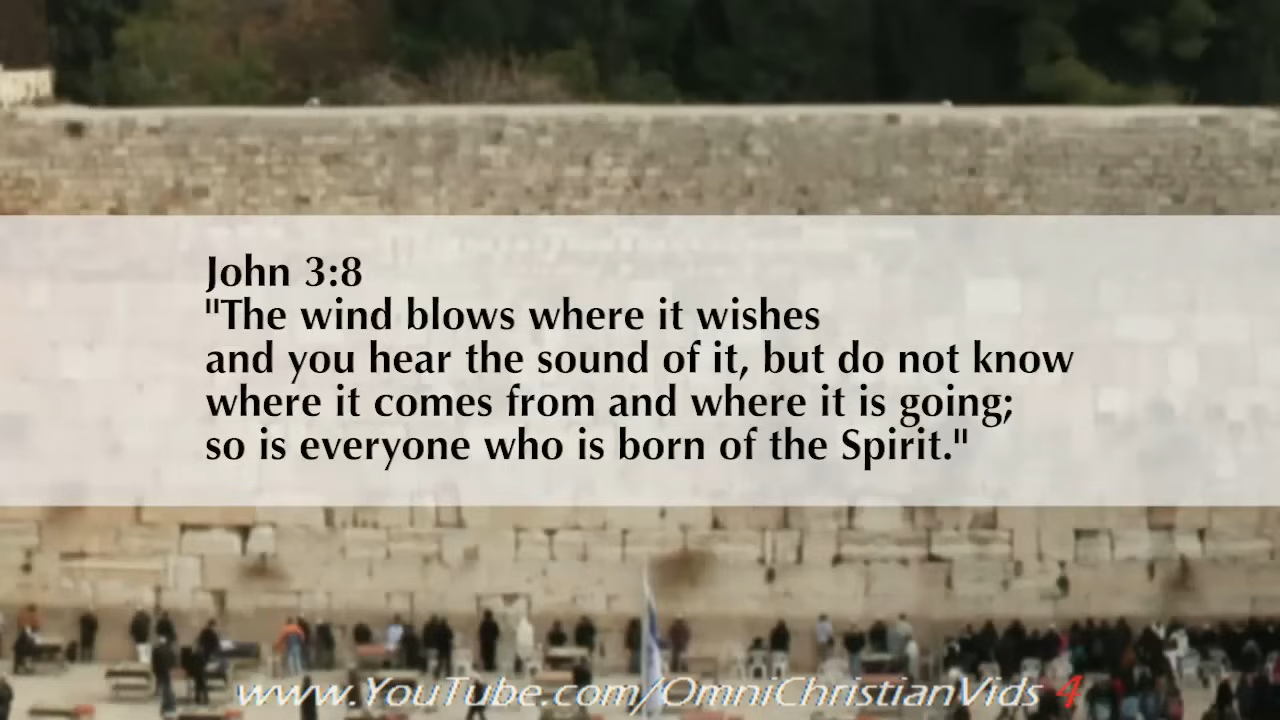 John 3:8
"The wind blows where it wishes
and you hear the sound of it, but do not know
where it comes from and where it is going;
so is everyone who is born of the Spirit."
www.YouTube.com/OmniChristianVids 4